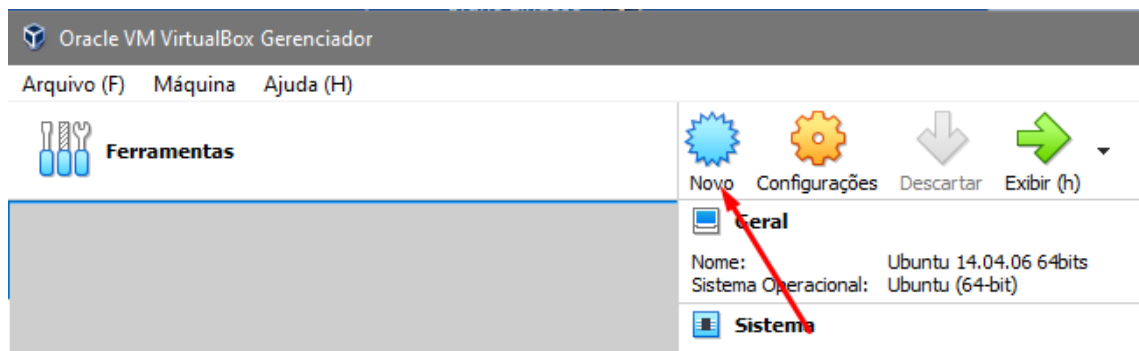 Oracle VM VirtualBox Gerenciador
Arquivo (F) Máquina Ajuda (H)
Ferramentas
Novo Configurações Descartar Exibir (h)
Geral
Nome: Ubuntu 14.04.06 64bits
Sistema Operacional: Ubuntu (64-bit)
Sistema